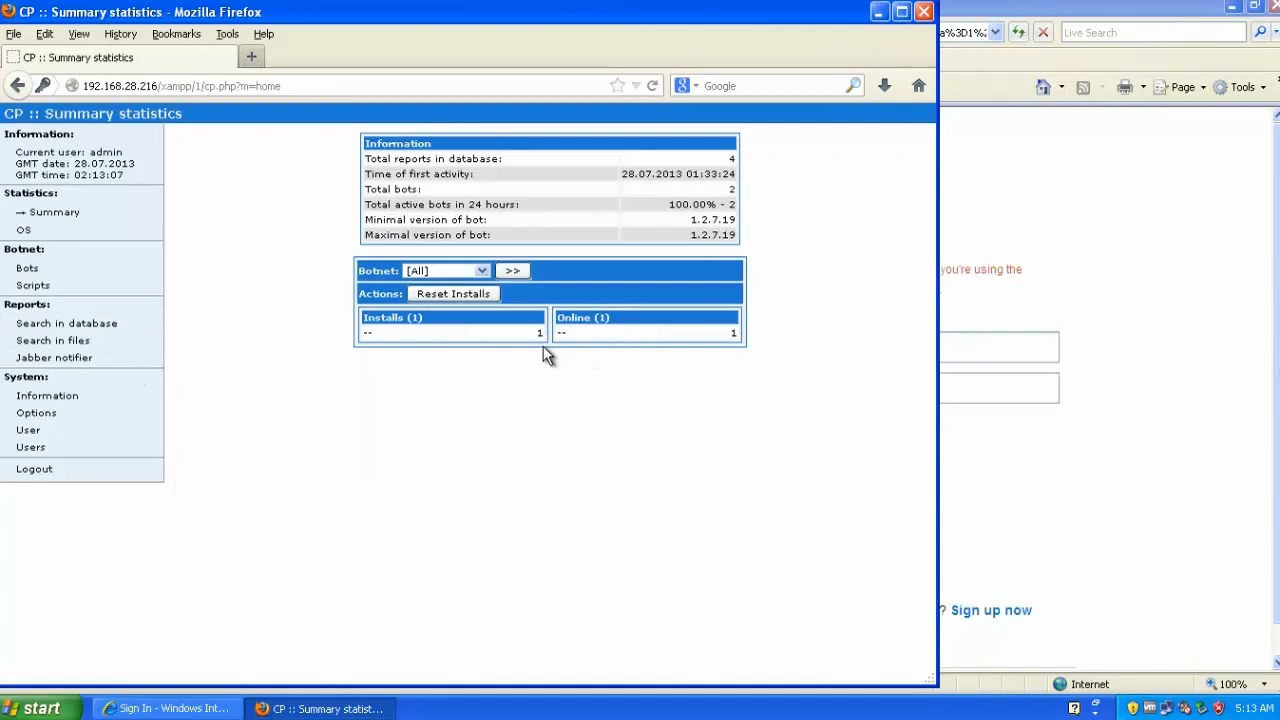 CP :: Summary statistics - Mozilla Firefox
File Edit View History Bookmarks Tools Help
CP :: Summary statistics
192.168.28.216/xampp/1/cp.php?m=home
Google
CP :: Summary statistics
Information:
Current user: admin
GMT date: 28.07.2013
GMT time: 02:13:07
Statistics:
→ Summary
OS
Botnet:
Bots
Scripts
Reports:
Search in database
Search in files
Jabber notifier
System:
Information
Options
User
Users
Logout
Information
Total reports in database: 4
Time of first activity: 28.07.2013 01:33:24
Total bots: 2
Total active bots in 24 hours: 100.00% - 2
Minimal version of bot: 1.2.7.19
Maximal version of bot: 1.2.7.19
Botnet: [All] >>
Actions: Reset Installs
Installs (1) Online (1)
-- 1 -- 1
a%3D1% Live Search
Page Tools
you're using the
? Sign up now
Internet 100%
start Sign In - Windows Int... CP :: Summary statist... 5:13 AM